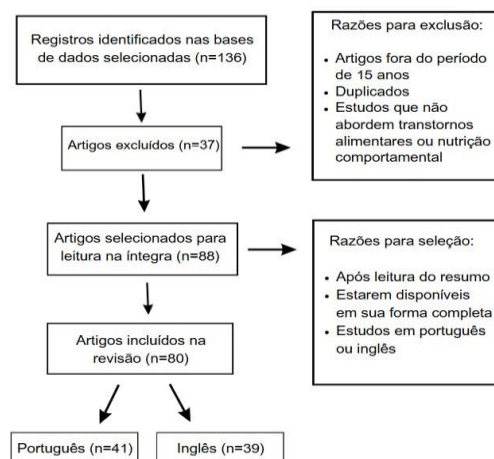 Registros identificados nas bases
de dados selecionadas (n=136)
Razões para exclusão:
• Artigos fora do período
de 15 anos
• Duplicados
• Estudos que não
abordem transtornos
alimentares ou nutrição
comportamental
Artigos excluídos (n=37)
Artigos selecionados para
leitura na íntegra (n=88)
Razões para seleção:
• Após leitura do resumo
• Estarem disponíveis
em sua forma completa
• Estudos em português
ou inglês
Artigos incluídos na
revisão (n=80)
Português (n=41)
Inglês (n=39)